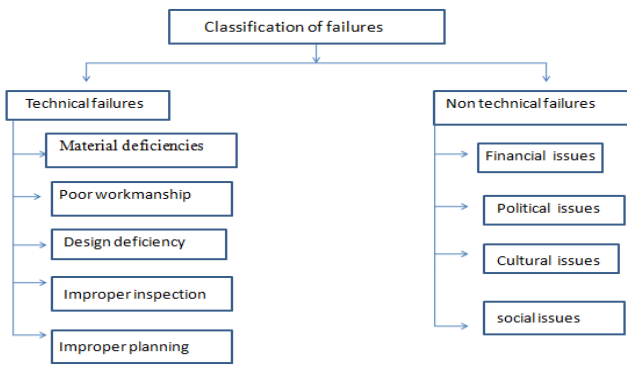 Classification of failures
Technical failures
Material deficiencies
Poor workmanship
Design deficiency
Improper inspection
Improper planning
Non technical failures
Financial issues
Political issues
Cultural issues
social issues